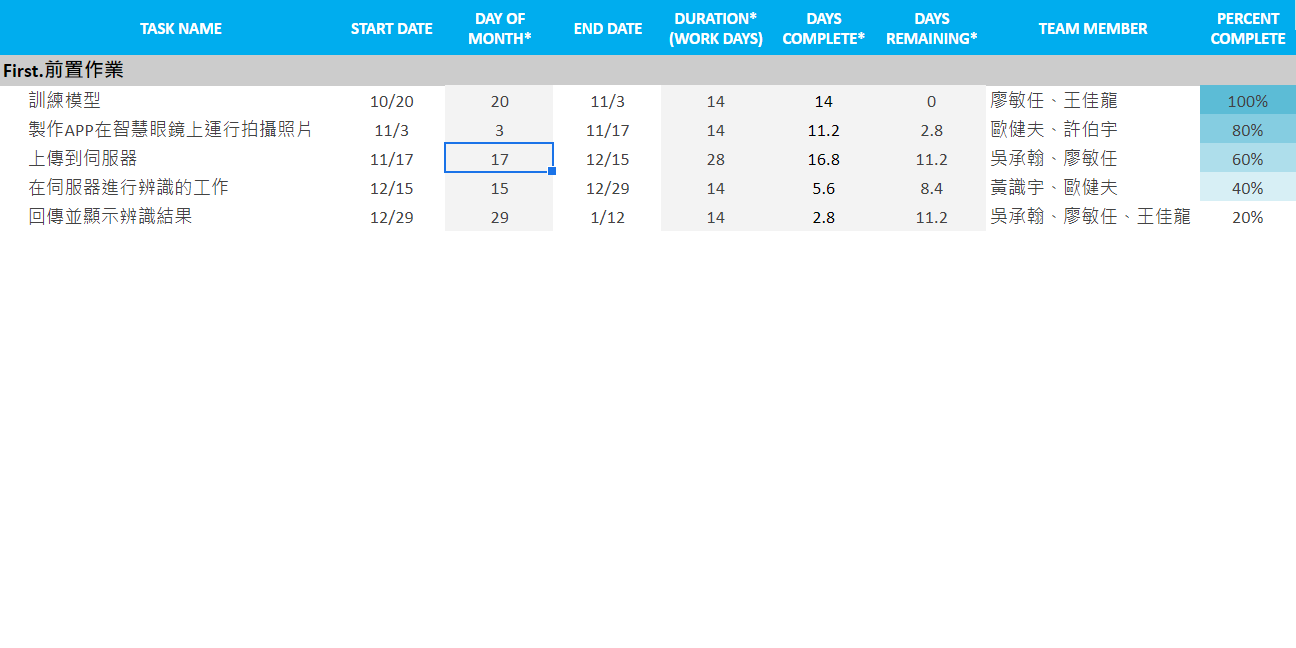 TASK NAME START DATE DAY OF MONTH* END DATE DURATION* (WORK DAYS) DAYS COMPLETE* DAYS REMAINING* TEAM MEMBER PERCENT COMPLETE
First.前置作業
訓練模型 10/20 20 11/3 14 14 0 廖敏任、王佳龍 100%
製作APP在智慧眼鏡上運行拍攝照片 11/3 3 11/17 14 11.2 2.8 歐健夫、許伯宇 80%
上傳到伺服器 11/17 17 12/15 28 16.8 11.2 吳承翰、廖敏任 60%
在伺服器進行辨識的工作 12/15 15 12/29 14 5.6 8.4 黃識宇、歐健夫 40%
回傳並顯示辨識結果 12/29 29 1/12 14 2.8 11.2 吳承翰、廖敏任、王佳龍 20%